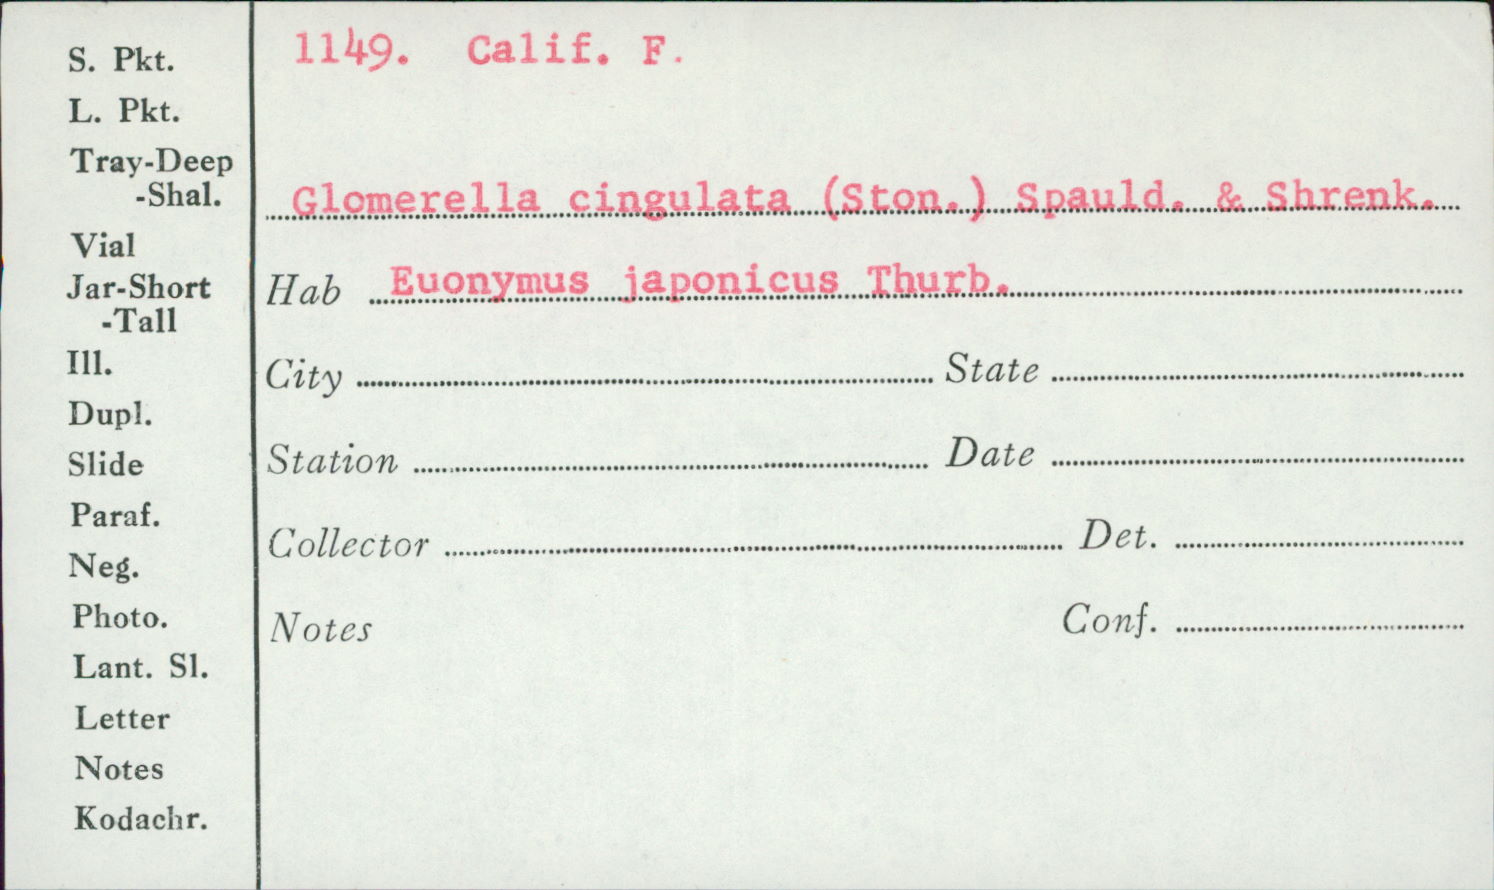 S. Pkt.
L. Pkt.
Tray-Deep
-Shal.
Vial
Jar-Short
-Tall
Ill.
Dupl.
Slide
Paraf.
Neg.
Photo.
Lant. Sl.
Letter
Notes
Kodachr.
1149. Calif. F.
Glomerella cingulata (Ston.) Spauld. & Shrenk.
Hab Euonymus japonicus Thurb.
City State
Station Date
Collector Det.
Notes Conf.